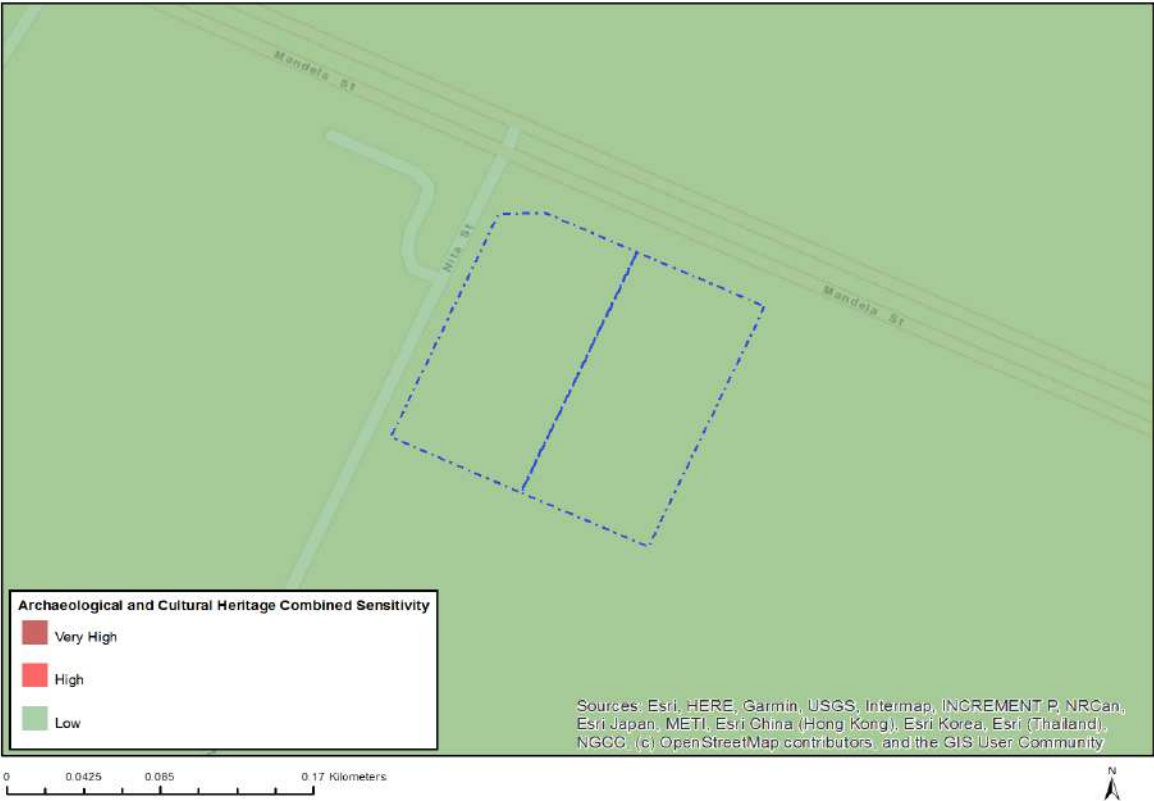 Mandela St
Nita St
Mandela St
Archaeological and Cultural Heritage Combined Sensitivity
Very High
High
Low
Sources: Esri, HERE, Garmin, USGS, Intermap, INCREMENT P, NRCan,
Esri Japan, METI, Esri China (Hong Kong), Esri Korea, Esri (Thailand),
NGCC, (c) OpenStreetMap contributors, and the GIS User Community
0 0.0425 0.085 0.17 Kilometers
N